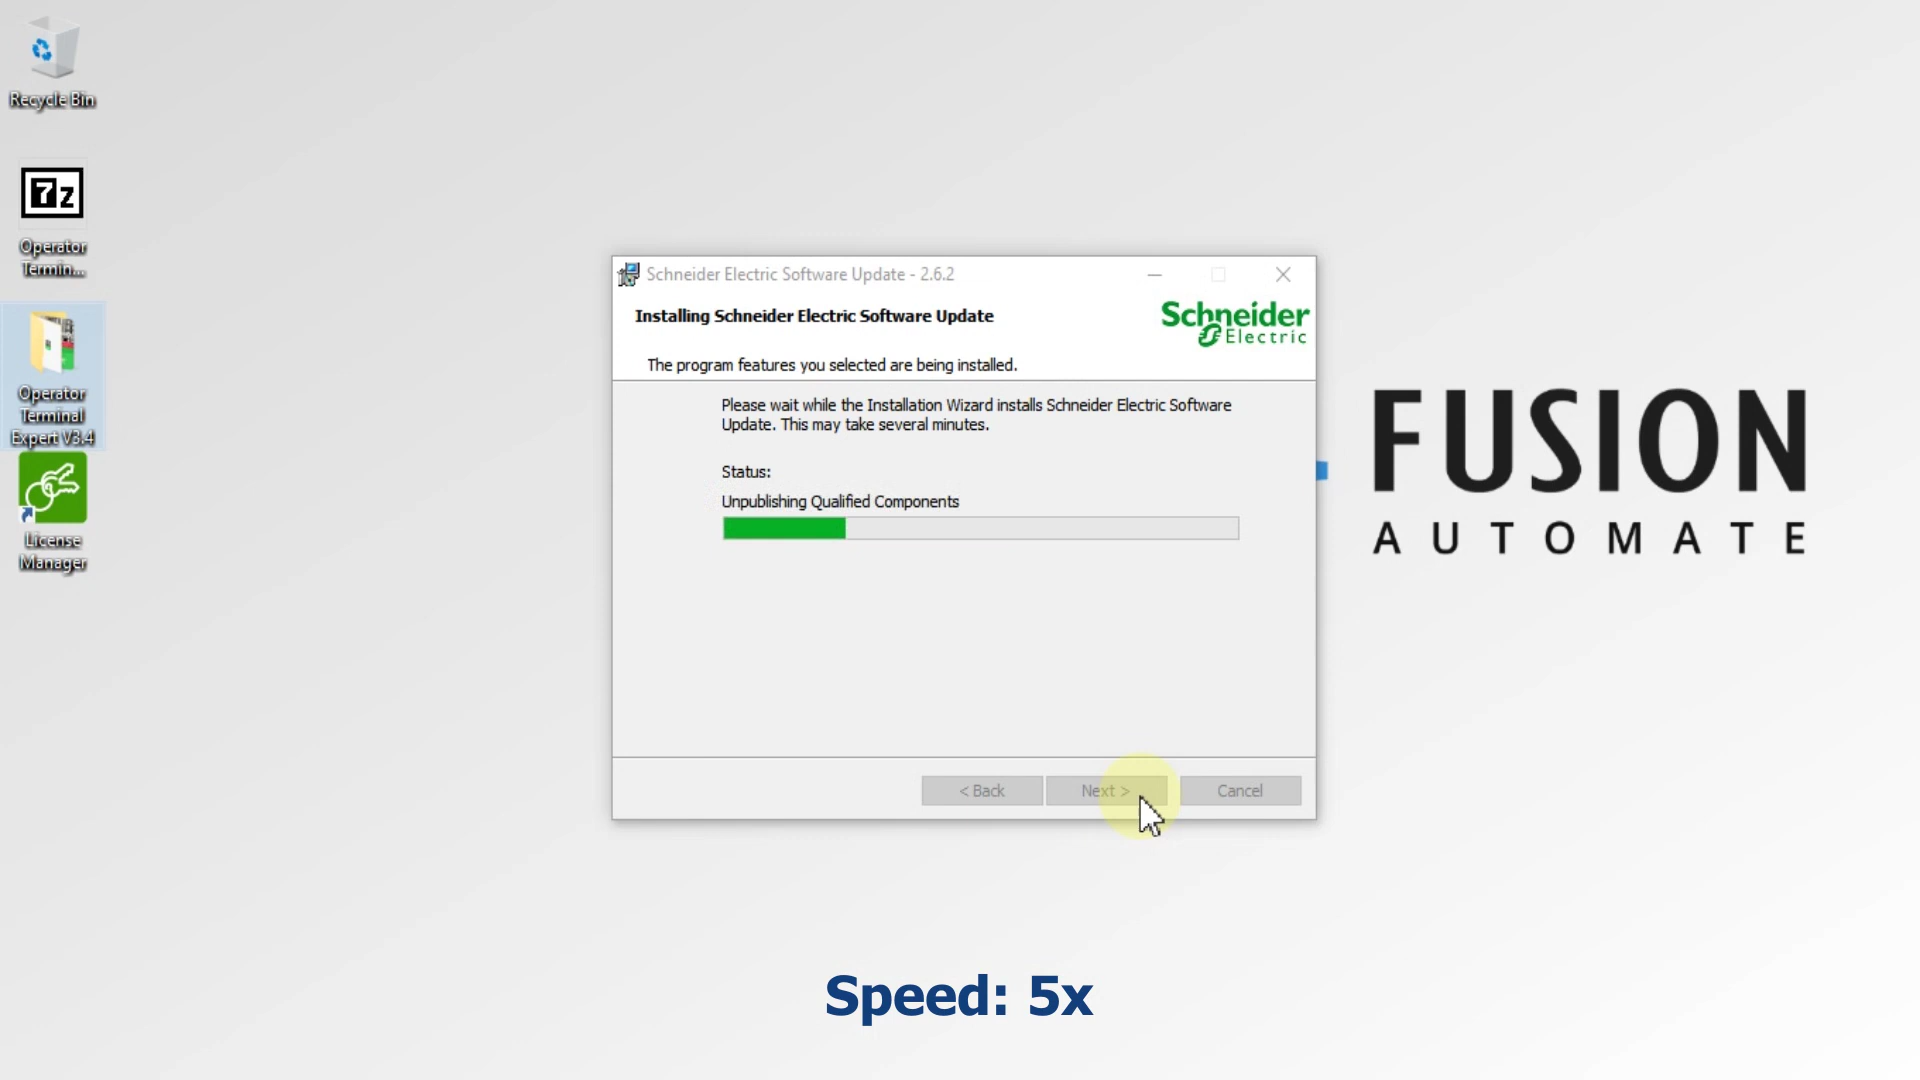 Recycle Bin
7z
Operator
Termin...
Operator
Terminal
Expert V3.4
License
Manager
Schneider Electric Software Update - 2.6.2
Installing Schneider Electric Software Update
Schneider
Electric
The program features you selected are being installed.
Please wait while the Installation Wizard installs Schneider Electric Software
Update. This may take several minutes.
Status:
Unpublishing Qualified Components
< Back
Next >
Cancel
FUSION
AUTOMATE
Speed: 5x